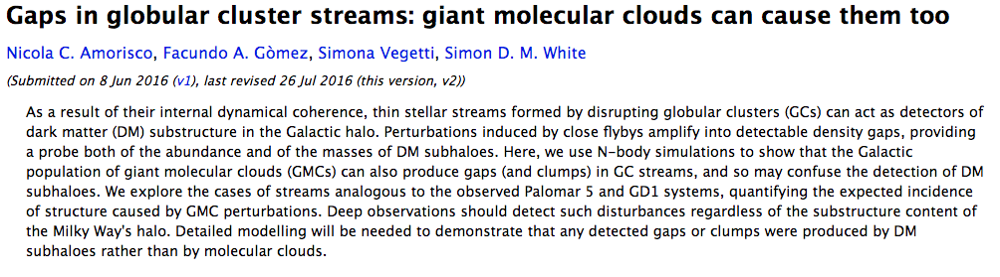 Gaps in globular cluster streams: giant molecular clouds can cause them too
Nicola C. Amorisco, Facundo A. Gòmez, Simona Vegetti, Simon D. M. White
(Submitted on 8 Jun 2016 (v1), last revised 26 Jul 2016 (this version, v2))
As a result of their internal dynamical coherence, thin stellar streams formed by disrupting globular clusters (GCs) can act as detectors of
dark matter (DM) substructure in the Galactic halo. Perturbations induced by close flybys amplify into detectable density gaps, providing
a probe both of the abundance and of the masses of DM subhaloes. Here, we use N-body simulations to show that the Galactic
population of giant molecular clouds (GMCs) can also produce gaps (and clumps) in GC streams, and so may confuse the detection of DM
subhaloes. We explore the cases of streams analogous to the observed Palomar 5 and GD1 systems, quantifying the expected incidence
of structure caused by GMC perturbations. Deep observations should detect such disturbances regardless of the substructure content of
the Milky Way's halo. Detailed modelling will be needed to demonstrate that any detected gaps or clumps were produced by DM
subhaloes rather than by molecular clouds.